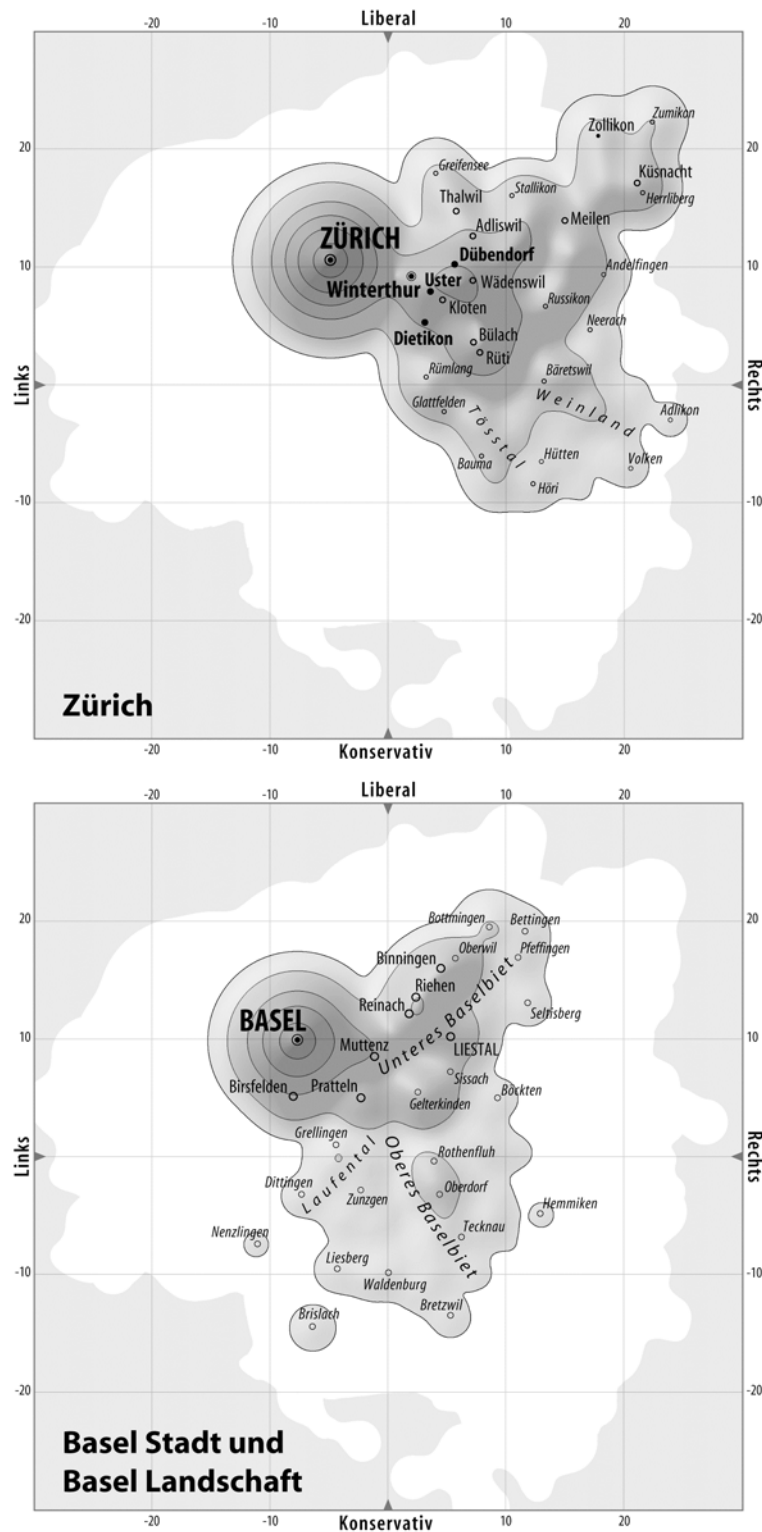 Liberal
-20
-10
10
20
Zumikon
Zollikon
20
20
Greifensee
Küsnacht
Stallikon
Herrliberg
Thalwil
Meilen
Adliswil
ZÜRICH
Dübendorf
10
Andelfingen
10
Uster
Wädenswil
Winterthur
Russikon
Kloten
Neerach
Dietikon
Bülach
Rüti
Rümlang
Bäretswil
Links
Rechts
Weinland
Glattfelden
Adlikon
Tösstal
Bauma
Hütten
Volken
Höri
-10
-10
-20
-20
Zürich
-20
-10
10
20
Konservativ
Liberal
-20
-10
10
20
20
Bottmingen
Bettingen
20
Oberwil
Pfeffingen
Binningen
Riehen
Reinach
Unteres Baselbiet
Seltisberg
BASEL
10
10
Muttenz
LIESTAL
Sissach
Birsfelden
Pratteln
Gelterkinden
Böckten
Grellingen
Links
Laufental
Oberes Baselbiet
Rothenfluh
Rechts
Dittingen
Zunzgen
Oberdorf
Hemmiken
Nenzlingen
Tecknau
Liesberg
-10
Waldenburg
-10
Bretzwil
Brislach
-20
-20
Basel Stadt und
Basel Landschaft
-20
-10
10
20
Konservativ